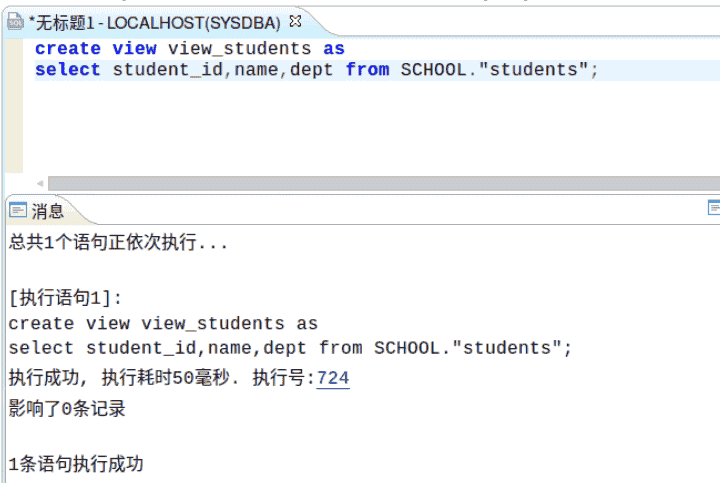 *无标题1 - LOCALHOST(SYSDBA)
create view view_students as
select student_id,name,dept from SCHOOL."students";
消息
总共1个语句正依次执行...
[执行语句1]:
create view view_students as
select student_id,name,dept from SCHOOL."students";
执行成功, 执行耗时50毫秒. 执行号:724
影响了0条记录
1条语句执行成功